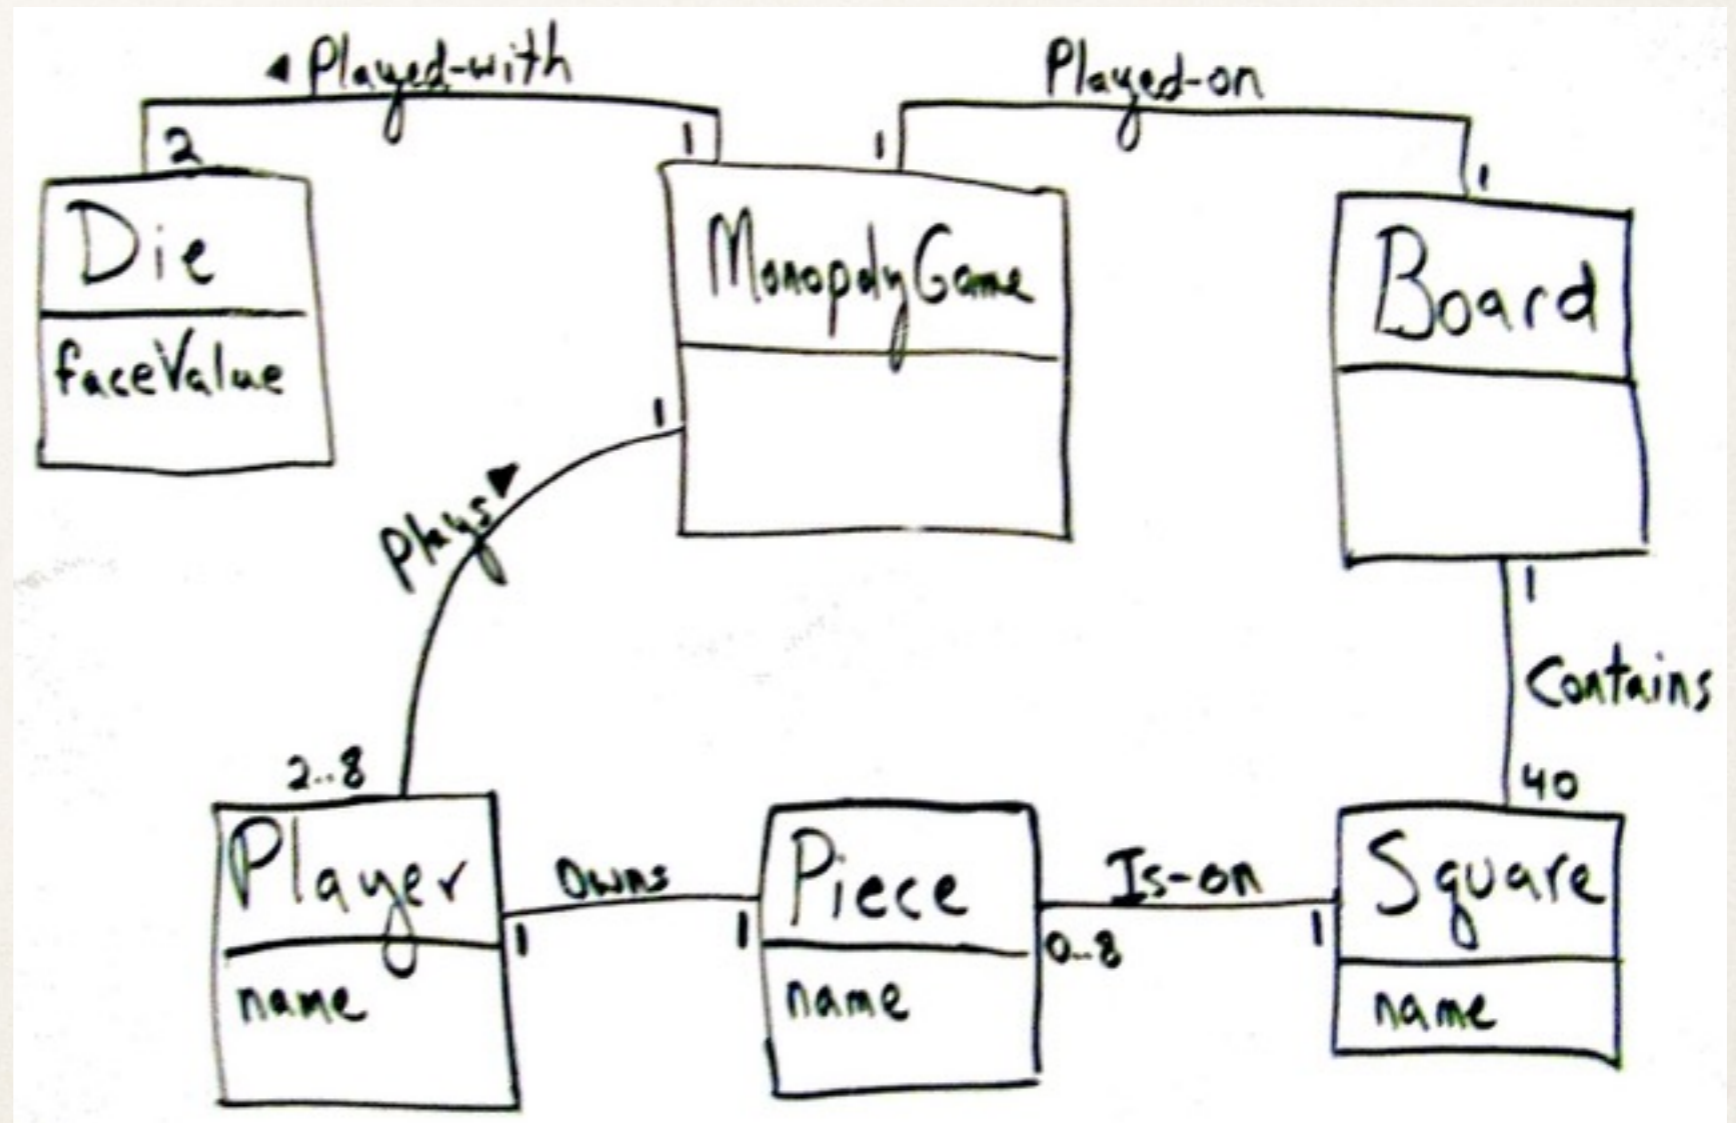 ◄ Played-with
Played-on
2
1
1
1
Die
faceValue
MonopolyGame
Board
1
1
Plays ►
Contains
2..8
40
Player
name
Owns
1
1
Piece
name
Is-on
0..8
1
Square
name